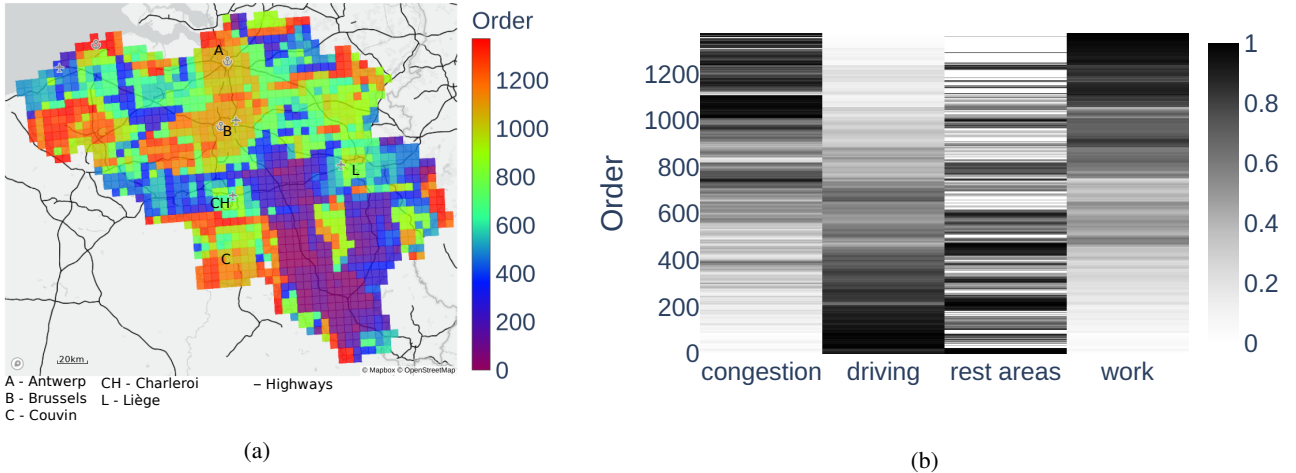 Order
1200
1000
800
600
400
200
0
A
B
L
CH
C
20km
© Mapbox © OpenStreetMap
A - Antwerp CH - Charleroi – Highways
B - Brussels L - Liège
C - Couvin
(a)
Order
1200
1000
800
600
400
200
0
congestion driving rest areas work
1
0.8
0.6
0.4
0.2
0
(b)